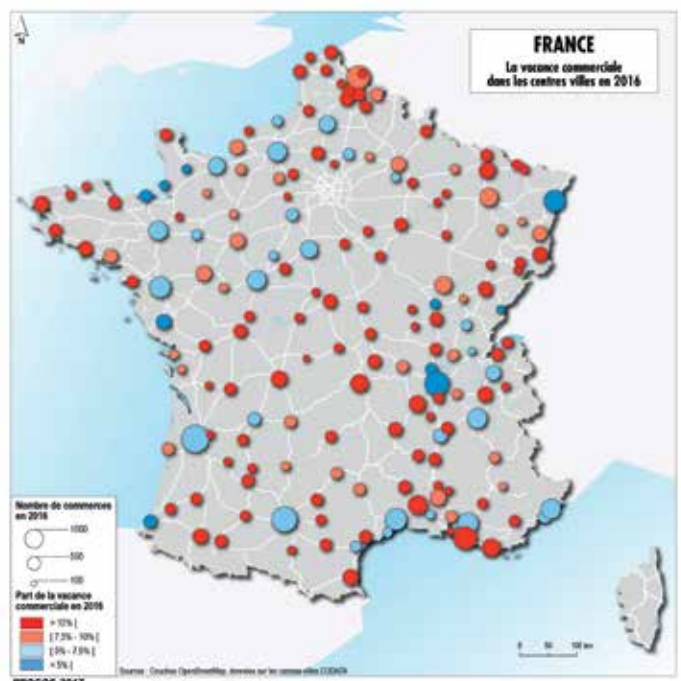 N
FRANCE
La vacance commerciale
dans les centres villes en 2016
Nombre de commerces
en 2016
1000
500
100
Part de la vacance
commerciale en 2016
> 10% [
[ 7,5% - 10% [
[ 5% - 7,5% [
< 5% [
0 50 100 km
Sources : Couches OpenStreetMap, données sur les centres-villes CODATA
PROCOS 2017